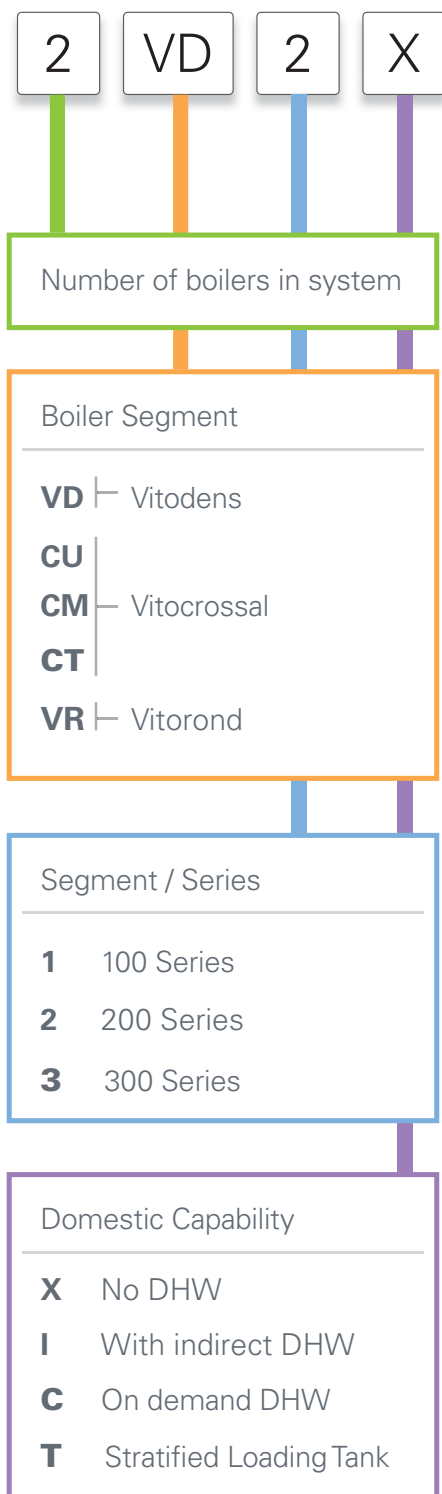 2 VD 2 X
Number of boilers in system
Boiler Segment
VD Vitodens
CU
CM Vitocrossal
CT
VR Vitorond
Segment / Series
1 100 Series
2 200 Series
3 300 Series
Domestic Capability
X No DHW
I With indirect DHW
C On demand DHW
T Stratified Loading Tank